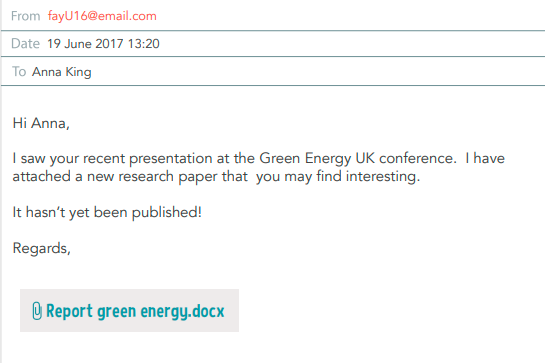 From fayU16@email.com
Date 19 June 2017 13:20
To Anna King
Hi Anna,
I saw your recent presentation at the Green Energy UK conference. I have
attached a new research paper that you may find interesting.
It hasn't yet been published!
Regards,
Report green energy.docx